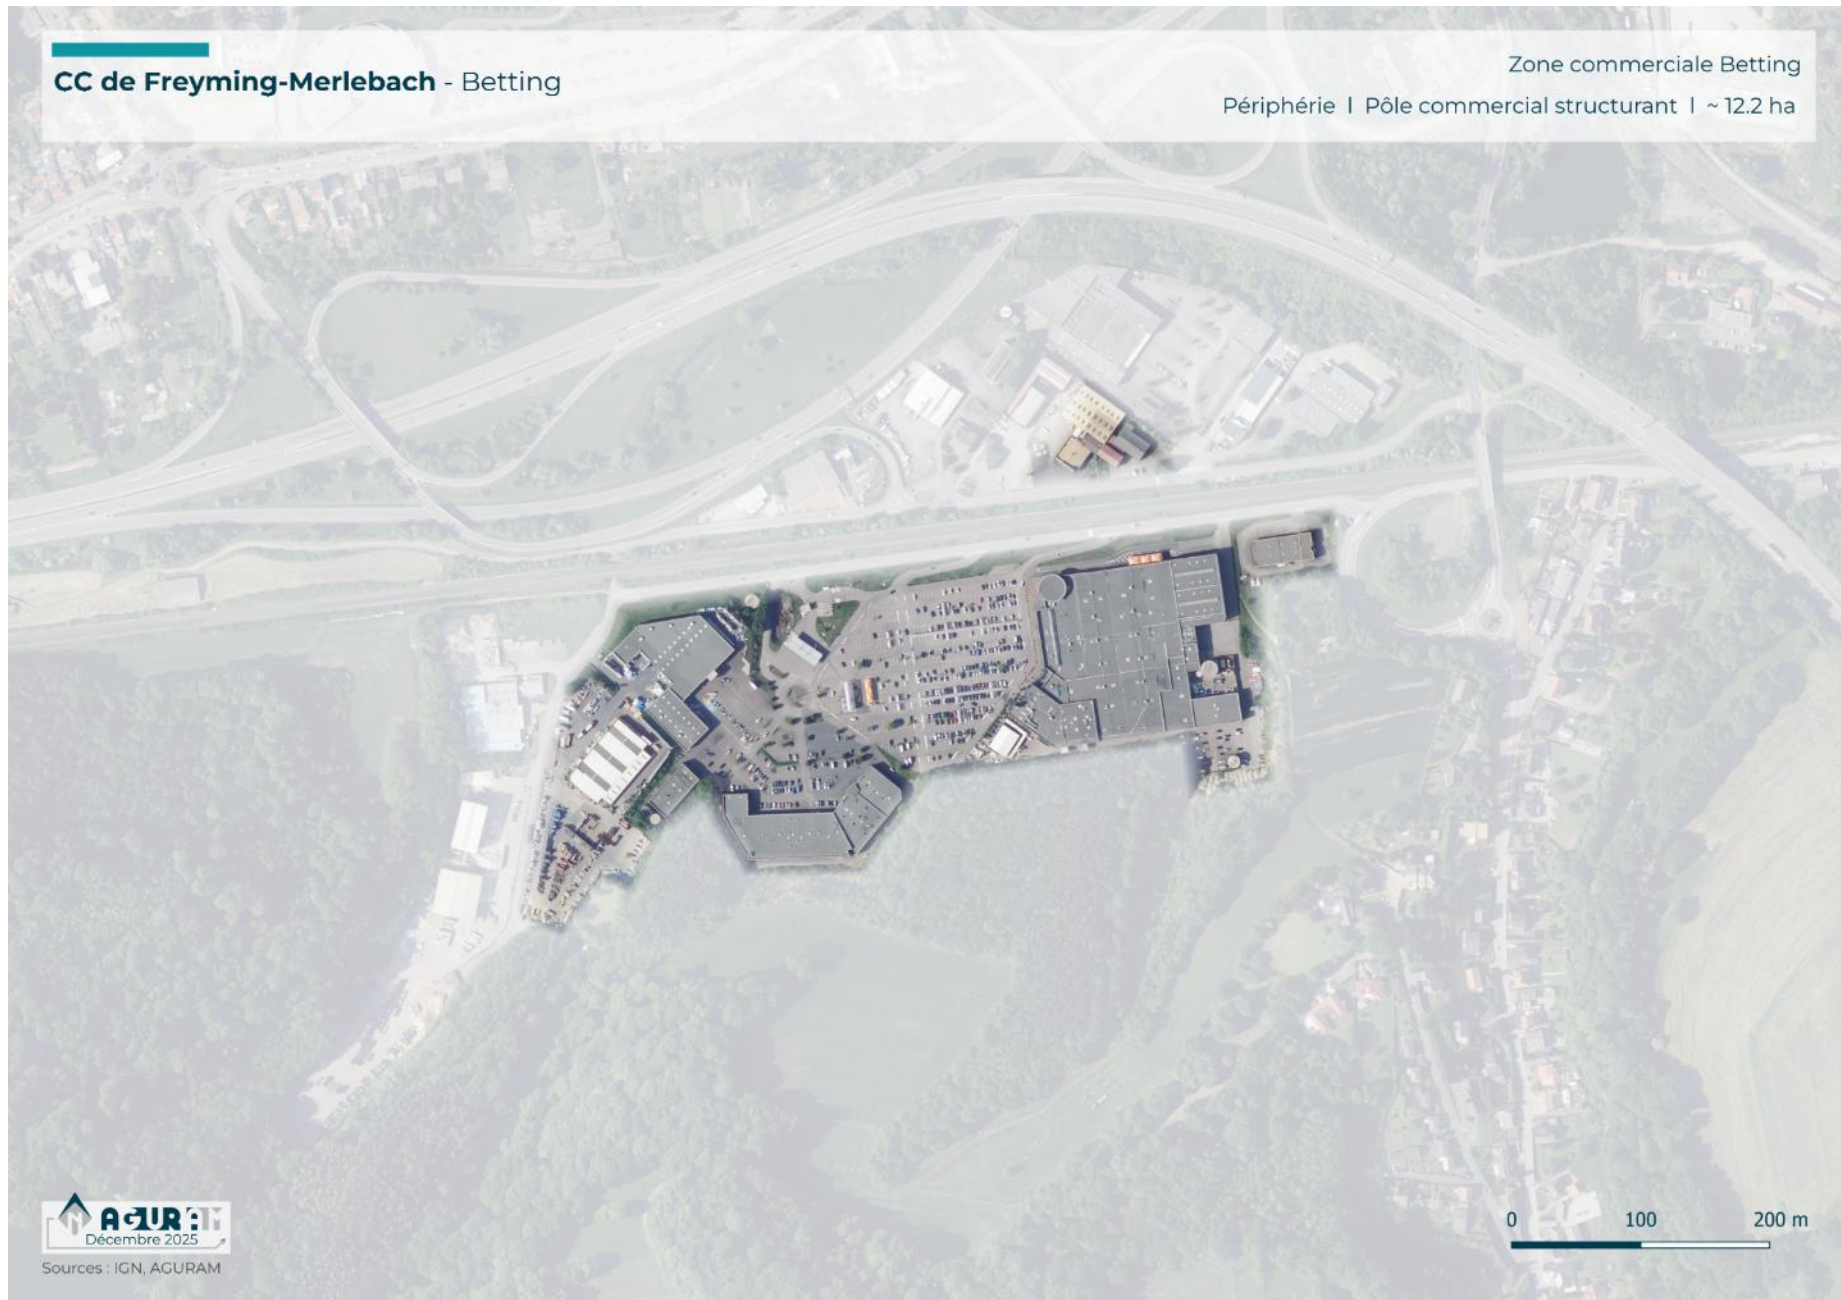 CC de Freyming-Merlebach - Betting
Zone commerciale Betting
Périphérie l Pôle commercial structurant l ~ 12.2 ha
N AGURAM
Décembre 2025
Sources : IGN, AGURAM
0 100 200 m